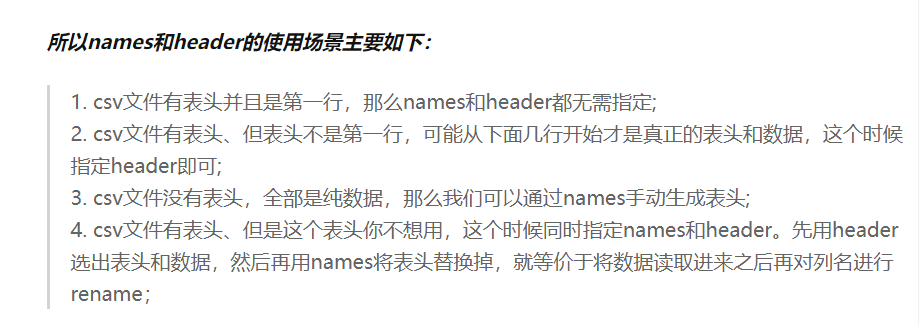 所以names和header的使用场景主要如下：
1. csv文件有表头并且是第一行，那么names和header都无需指定;
2. csv文件有表头、但表头不是第一行，可能从下面几行开始才是真正的表头和数据，这个时候
指定header即可;
3. csv文件没有表头，全部是纯数据，那么我们可以通过names手动生成表头;
4. csv文件有表头、但是这个表头你不想用，这个时候同时指定names和header。先用header
选出表头和数据，然后再用names将表头替换掉，就等价于将数据读取进来之后再对列名进行
rename；